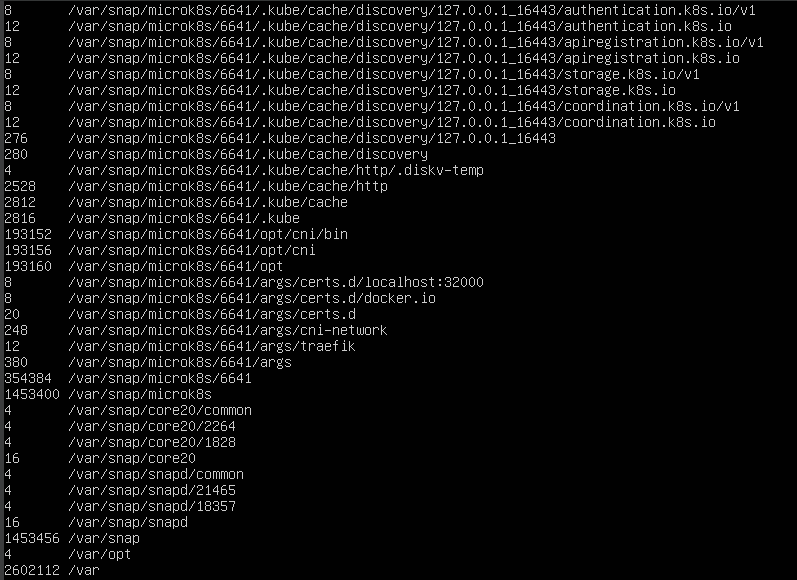 8 /var/snap/microk8s/6641/.kube/cache/discovery/127.0.0.1_16443/authentication.k8s.io/v1
12 /var/snap/microk8s/6641/.kube/cache/discovery/127.0.0.1_16443/authentication.k8s.io
8 /var/snap/microk8s/6641/.kube/cache/discovery/127.0.0.1_16443/apiregistration.k8s.io/v1
12 /var/snap/microk8s/6641/.kube/cache/discovery/127.0.0.1_16443/apiregistration.k8s.io
8 /var/snap/microk8s/6641/.kube/cache/discovery/127.0.0.1_16443/storage.k8s.io/v1
12 /var/snap/microk8s/6641/.kube/cache/discovery/127.0.0.1_16443/storage.k8s.io
8 /var/snap/microk8s/6641/.kube/cache/discovery/127.0.0.1_16443/coordination.k8s.io/v1
12 /var/snap/microk8s/6641/.kube/cache/discovery/127.0.0.1_16443/coordination.k8s.io
276 /var/snap/microk8s/6641/.kube/cache/discovery/127.0.0.1_16443
280 /var/snap/microk8s/6641/.kube/cache/discovery
4 /var/snap/microk8s/6641/.kube/cache/http/.diskv-temp
2528 /var/snap/microk8s/6641/.kube/cache/http
2812 /var/snap/microk8s/6641/.kube/cache
2816 /var/snap/microk8s/6641/.kube
193152 /var/snap/microk8s/6641/opt/cni/bin
193156 /var/snap/microk8s/6641/opt/cni
193160 /var/snap/microk8s/6641/opt
8 /var/snap/microk8s/6641/args/certs.d/localhost:32000
8 /var/snap/microk8s/6641/args/certs.d/docker.io
20 /var/snap/microk8s/6641/args/certs.d
248 /var/snap/microk8s/6641/args/cni-network
12 /var/snap/microk8s/6641/args/traefik
380 /var/snap/microk8s/6641/args
354384 /var/snap/microk8s/6641
1453400 /var/snap/microk8s
4 /var/snap/core20/common
4 /var/snap/core20/2264
4 /var/snap/core20/1828
16 /var/snap/core20
4 /var/snap/snapd/common
4 /var/snap/snapd/21465
4 /var/snap/snapd/18357
16 /var/snap/snapd
1453456 /var/snap
4 /var/opt
2602112 /var